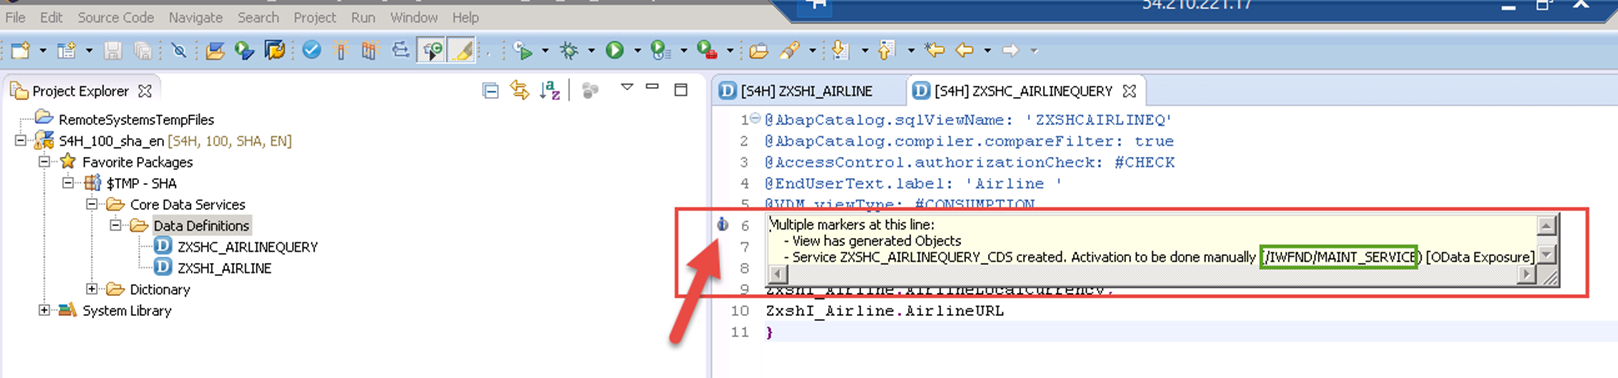 54.210.221.17
File Edit Source Code Navigate Search Project Run Window Help
Project Explorer
RemoteSystemsTempFiles
S4H_100_sha_en [S4H, 100, SHA, EN]
Favorite Packages
$TMP - SHA
Core Data Services
Data Definitions
ZXSHC_AIRLINEQUERY
ZXSHI_AIRLINE
Dictionary
System Library
[S4H] ZXSHI_AIRLINE [S4H] ZXSHC_AIRLINEQUERY
1 @AbapCatalog.sqlViewName: 'ZXSHCAIRLINEQ'
2 @AbapCatalog.compiler.compareFilter: true
3 @AccessControl.authorizationCheck: #CHECK
4 @EndUserText.label: 'Airline '
5 @VDM.viewType: #CONSUMPTION
6
Multiple markers at this line:
- View has generated Objects
7
- Service ZXSHC_AIRLINEQUERY_CDS created. Activation to be done manually (/IWFND/MAINT_SERVICE) [OData Exposure]
8
9 ZxshI_Airline.AirlineLocalCurrency,
10 ZxshI_Airline.AirlineURL
11 }